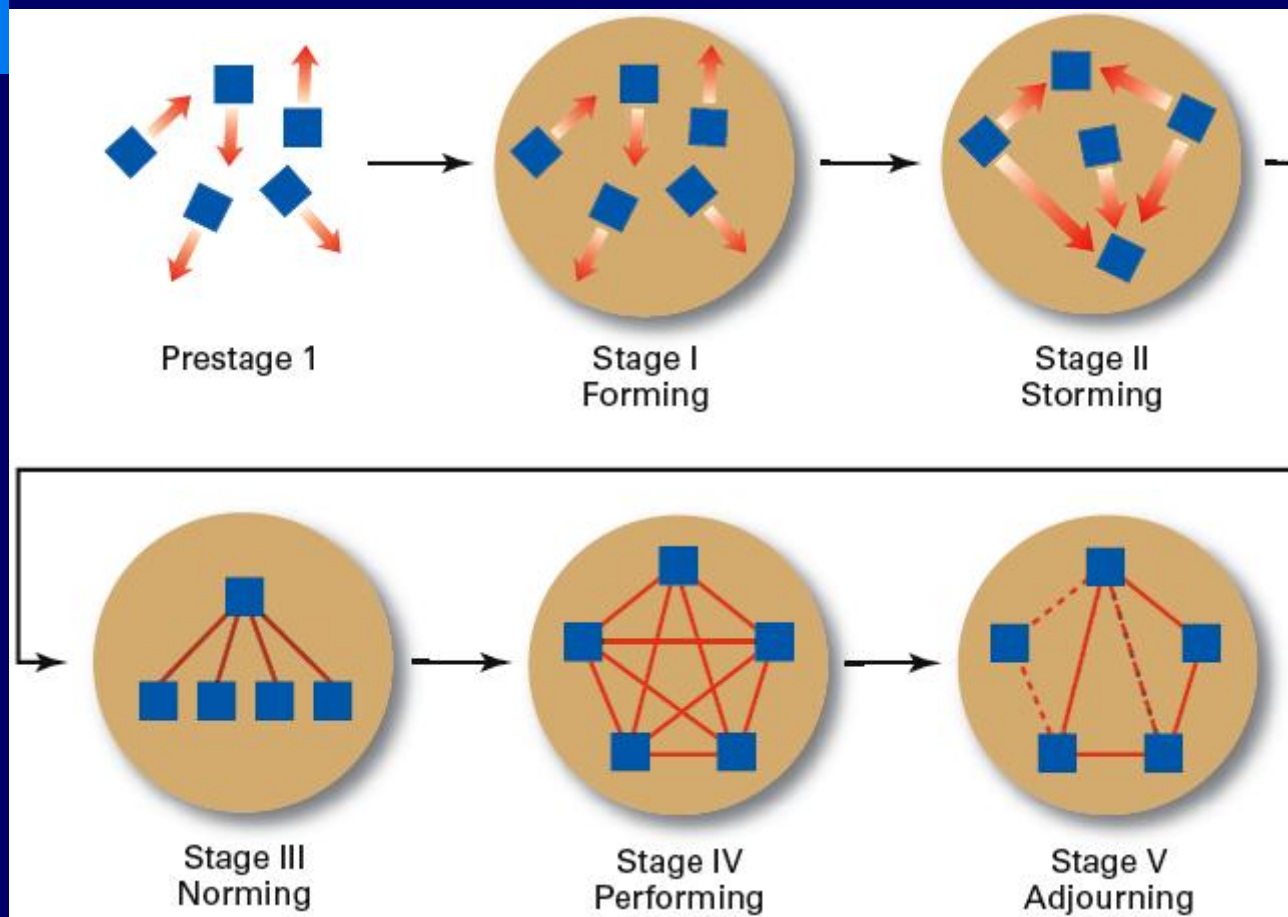 Prestage 1
Stage I
Forming
Stage II
Storming
Stage III
Norming
Stage IV
Performing
Stage V
Adjourning